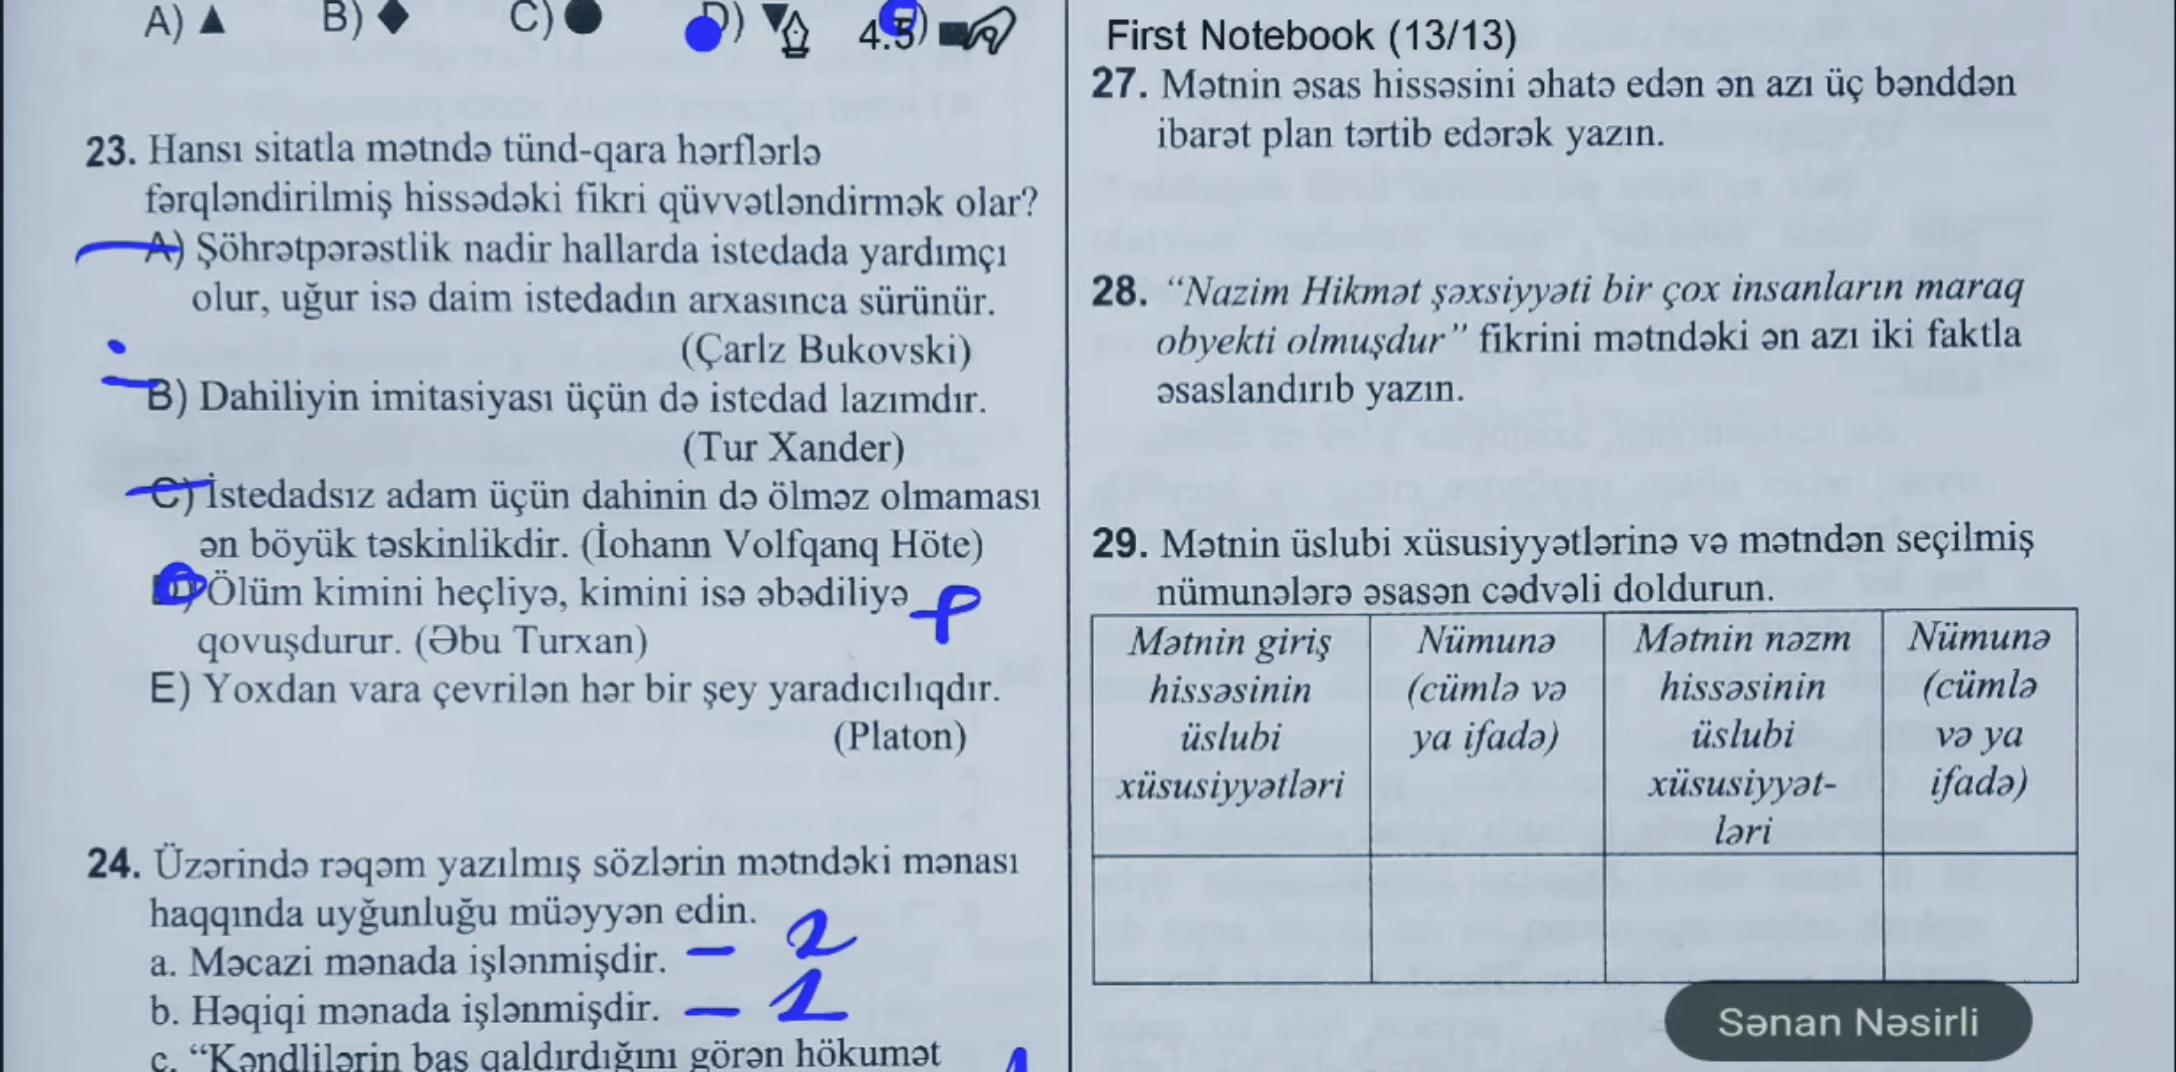 A) ▲ B) ◆ C) ● D) ▼ 4.5) ■
23. Hansı sitatla mətndə tünd-qara hərflərlə
fərqləndirilmiş hissədəki fikri qüvvətləndirmək olar?
A) Şöhrətpərəstlik nadir hallarda istedada yardımçı
olur, uğur isə daim istedadın arxasınca sürünür.
(Çarlz Bukovski)
B) Dahiliyin imitasiyası üçün də istedad lazımdır.
(Tur Xander)
C) İstedadsız adam üçün dahinin də ölməz olmaması
ən böyük təskinlikdir. (İohann Volfqanq Höte)
D) Ölüm kimini heçliyə, kimini isə əbədiliyə
qovuşdurur. (Əbu Turxan)
E) Yoxdan vara çevrilən hər bir şey yaradıcılıqdır.
(Platon)
24. Üzərində rəqəm yazılmış sözlərin mətndəki mənası
haqqında uyğunluğu müəyyən edin.
a. Məcazi mənada işlənmişdir. – 2
b. Həqiqi mənada işlənmişdir. – 1
c. “Kəndlilərin baş qaldırdığını görən hökumət
First Notebook (13/13)
27. Mətnin əsas hissəsini əhatə edən ən azı üç bənddən
ibarət plan tərtib edərək yazın.
28. “Nazim Hikmət şəxsiyyəti bir çox insanların maraq
obyekti olmuşdur” fikrini mətndəki ən azı iki faktla
əsaslandırıb yazın.
29. Mətnin üslubi xüsusiyyətlərinə və mətndən seçilmiş
nümunələrə əsasən cədvəli doldurun.
Mətnin giriş
hissəsinin
üslubi
xüsusiyyətləri
Nümunə
(cümlə və
ya ifadə)
Mətnin nəzm
hissəsinin
üslubi
xüsusiyyət-
ləri
Nümunə
(cümlə
və ya
ifadə)
Sənan Nəsirli